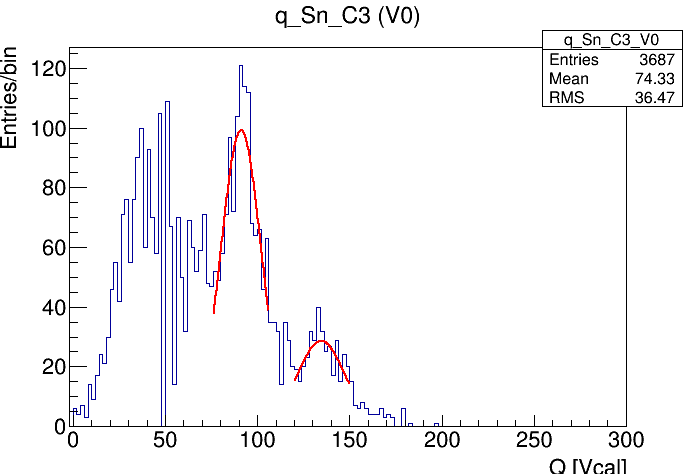 q_Sn_C3 (V0)
q_Sn_C3_V0
Entries 3687
Mean 74.33
RMS 36.47
Entries/bin
120
100
80
60
40
20
0
0 50 100 150 200 250 300
Q [Vcal]